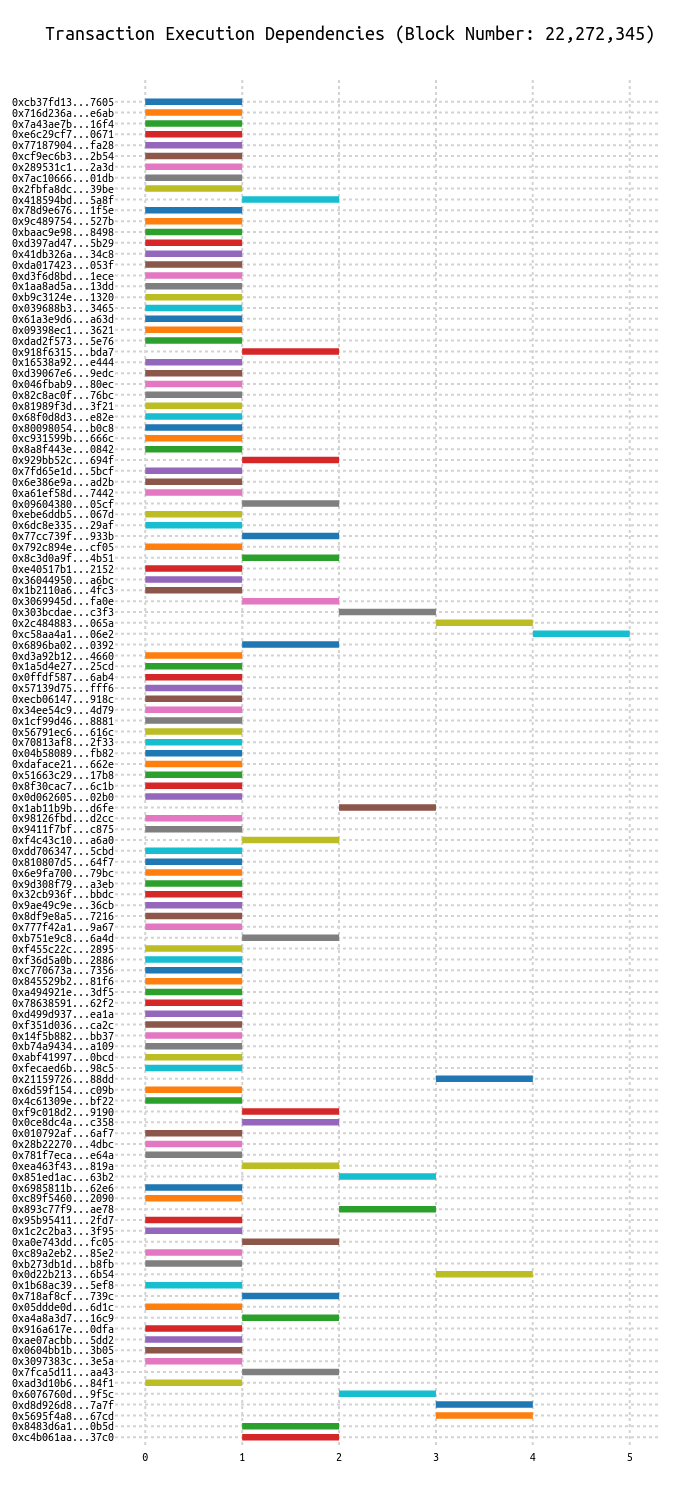 Transaction Execution Dependencies (Block Number: 22,272,345)
0xcb37fd13...7605
0x716d236a...e6ab
0x7a43ae7b...16f4
0xe6c29cf7...0671
0x77187904...fa28
0xcf9ec6b3...2b54
0x289531c1...2a3d
0x7ac10666...01db
0x2fbfa8dc...39be
0x418594bd...5a8f
0x78d9e676...1f5e
0x9c489754...527b
0xbaac9e98...8498
0xd397ad47...5b29
0x41db326a...34c8
0xda017423...053f
0xd3f6d8bd...1ece
0x1aa8ad5a...13dd
0xb9c3124e...1320
0x039688b3...3465
0x61a3e9d6...a63d
0x09398ec1...3621
0xdad2f573...5e76
0x918f6315...bda7
0x16538a92...e444
0xd39067e6...9edc
0x046fbab9...80ec
0x82c8ac0f...76bc
0x81989f3d...3f21
0x68f0d8d3...e82e
0x80098054...b0c8
0xc931599b...666c
0x8a8f443e...0842
0x929bb52c...694f
0x7fd65e1d...5bcf
0x6e386e9a...ad2b
0xa61ef58d...7442
0x09604380...05cf
0xebe6ddb5...067d
0x6dc8e335...29af
0x77cc739f...933b
0x792c894e...cf05
0x8c3d0a9f...4b51
0xe40517b1...2152
0x36044950...a6bc
0x1b2110a6...4fc3
0x3069945d...fa0e
0x303bcdae...c3f3
0x2c484883...065a
0xc58aa4a1...06e2
0x6896ba02...0392
0xd3a92b12...4660
0x1a5d4e27...25cd
0x0ffdf587...6ab4
0x57139d75...fff6
0xecb06147...918c
0x34ee54c9...4d79
0x1cf99d46...8881
0x56791ec6...616c
0x70813af8...2f33
0x04b58089...fb82
0xdaface21...662e
0x51663c29...17b8
0x8f30cac7...6c1b
0x0d062605...02b0
0x1ab11b9b...d6fe
0x98126fbd...d2cc
0x9411f7bf...c875
0xf4c43c10...a6a0
0xdd706347...5cbd
0x810807d5...64f7
0x6e9fa700...79bc
0x9d308f79...a3eb
0x32cb936f...bbdc
0x9ae49c9e...36cb
0x8df9e8a5...7216
0x777f42a1...9a67
0xb751e9c8...6a4d
0xf455c22c...2895
0xf36d5a0b...2886
0xc770673a...7356
0x845529b2...81f6
0xa494921e...3df5
0x78638591...62f2
0xd499d937...ea1a
0xf351d036...ca2c
0x14f5b882...bb37
0xb74a9434...a109
0xabf41997...0bcd
0xfecaed6b...98c5
0x21159726...88dd
0x6d59f154...c09b
0x4c61309e...bf22
0xf9c018d2...9190
0x0ce8dc4a...c358
0x010792af...6af7
0x28b22270...4dbc
0x781f7eca...e64a
0xea463f43...819a
0x851ed1ac...63b2
0x6985811b...62e6
0xc89f5460...2090
0x893c77f9...ae78
0x95b95411...2fd7
0x1c2c2ba3...3f95
0xa0e743dd...fc05
0xc89a2eb2...85e2
0xb273db1d...b8fb
0x0d22b213...6b54
0x1b68ac39...5ef8
0x718af8cf...739c
0x05ddde0d...6d1c
0xa4a8a3d7...16c9
0x916a617e...0dfa
0xae07acbb...5dd2
0x0604bb1b...3b05
0x3097383c...3e5a
0x7fca5d11...aa43
0xad3d10b6...84f1
0x6076760d...9f5c
0xd8d926d8...7a7f
0x5695f4a8...67cd
0x8483d6a1...0b5d
0xc4b061aa...37c0
0 1 2 3 4 5